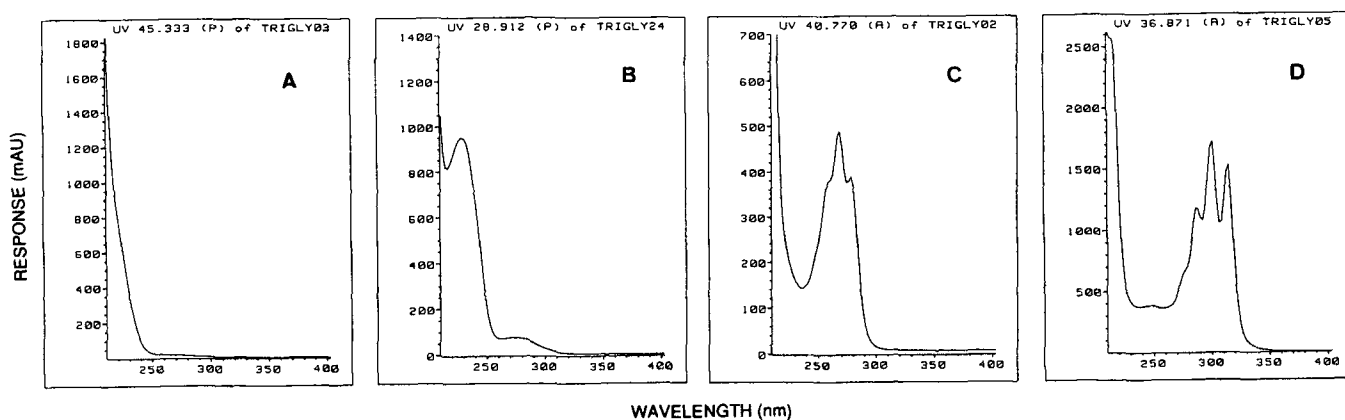 UV 45.333 (P) of TRIGLY03
UV 28.912 (P) of TRIGLY24
UV 40.770 (A) of TRIGLY02
UV 36.871 (A) of TRIGLY05
A
B
C
D
RESPONSE (mAU)
1800
1600
1400
1200
1000
800
600
400
200
250 300 350 400
1400
1200
1000
800
600
400
200
0
250 300 350 400
700
600
500
400
300
200
100
0
250 300 350 400
2500
2000
1500
1000
500
250 300 350 400
WAVELENGTH (nm)